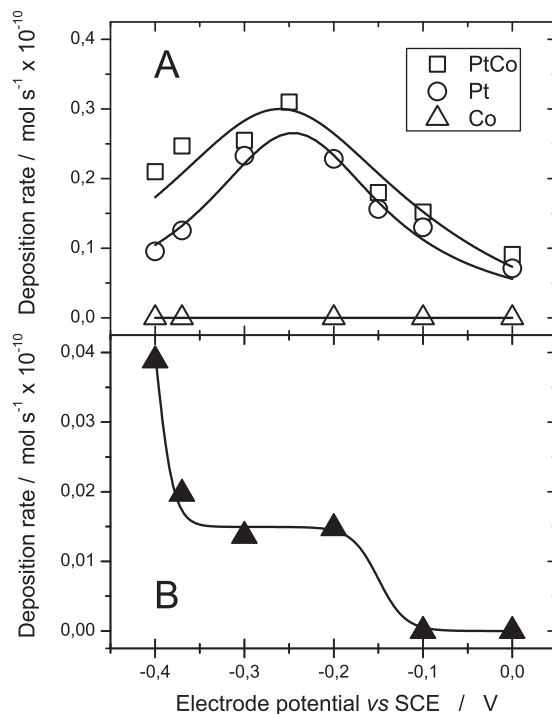 A
PtCo
Pt
Co
Deposition rate / mol s⁻¹ x 10⁻¹⁰
0,4
0,3
0,2
0,1
0,0
B
Deposition rate / mol s⁻¹ x 10⁻¹⁰
0,04
0,02
0,01
0,00
-0,4 -0,3 -0,2 -0,1 0,0
Electrode potential vs SCE / V